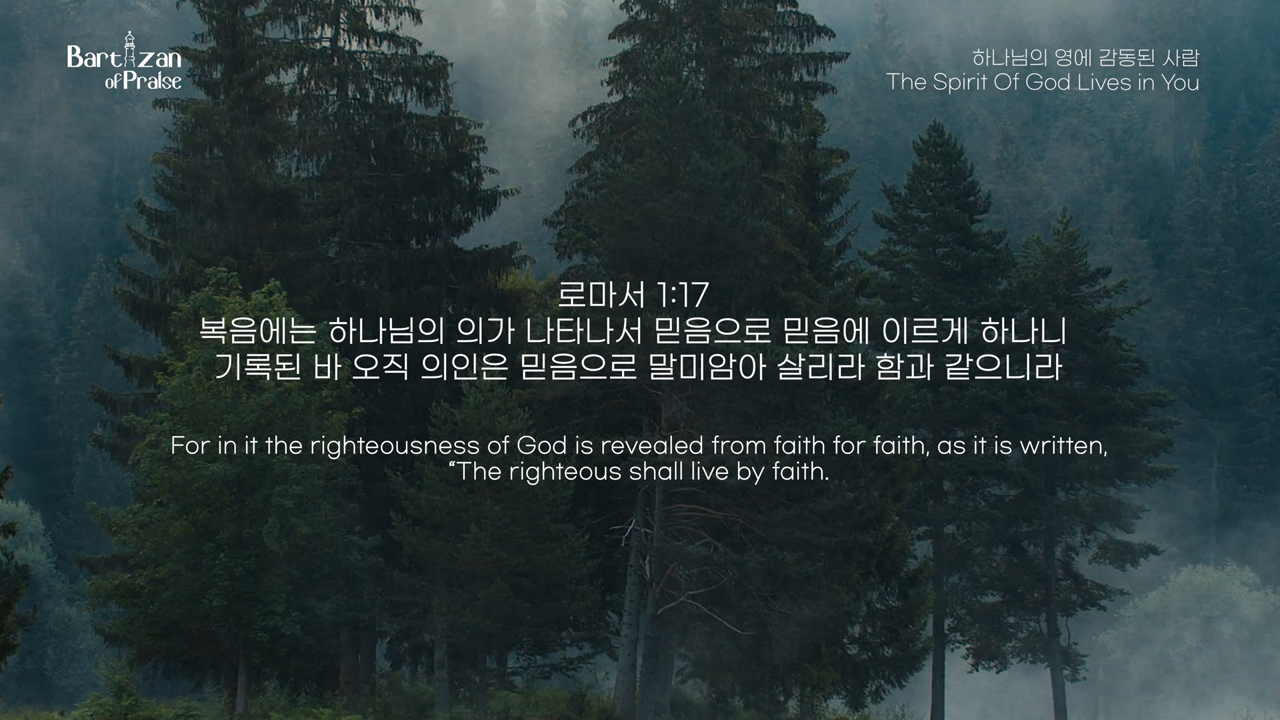 Bartizan
of Praise
하나님의 영에 감동된 사람
The Spirit Of God Lives in You
로마서 1:17
복음에는 하나님의 의가 나타나서 믿음으로 믿음에 이르게 하나니
기록된 바 오직 의인은 믿음으로 말미암아 살리라 함과 같으니라
For in it the righteousness of God is revealed from faith for faith, as it is written,
“The righteous shall live by faith.